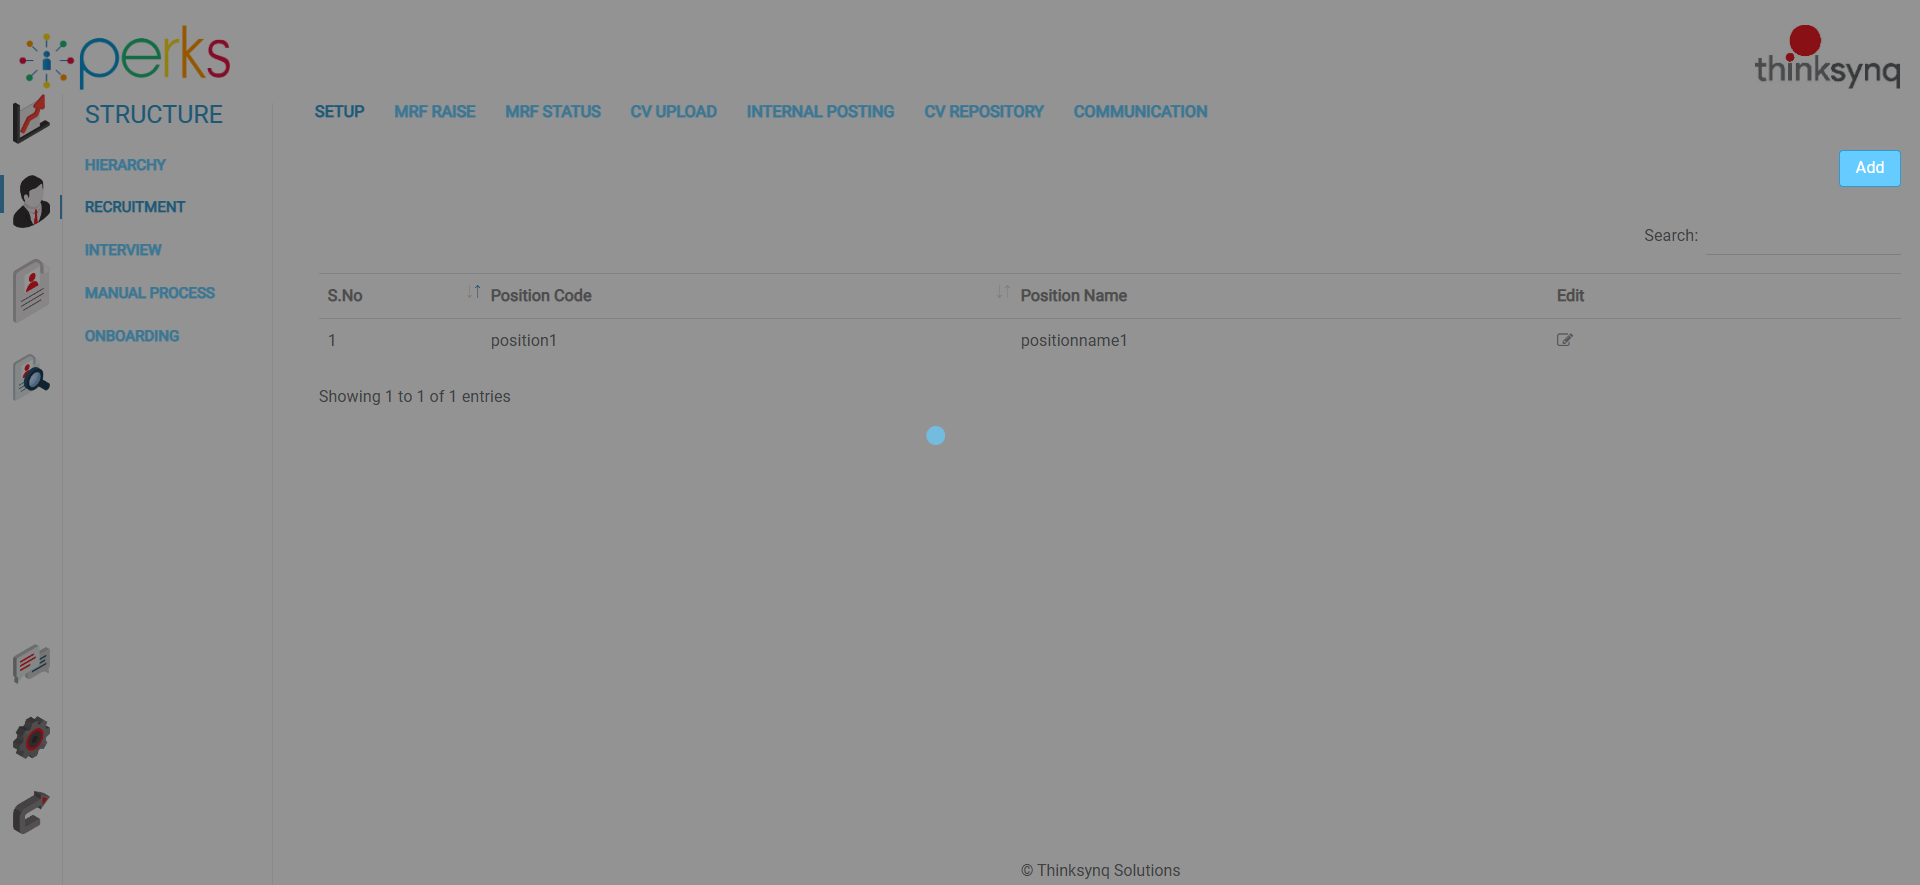 perks
thinksynq
STRUCTURE
SETUP MRF RAISE MRF STATUS CV UPLOAD INTERNAL POSTING CV REPOSITORY COMMUNICATION
HIERARCHY
Add
RECRUITMENT
Search:
INTERVIEW
MANUAL PROCESS
S.No Position Code Position Name Edit
ONBOARDING
1 position1 positionname1
Showing 1 to 1 of 1 entries
© Thinksynq Solutions